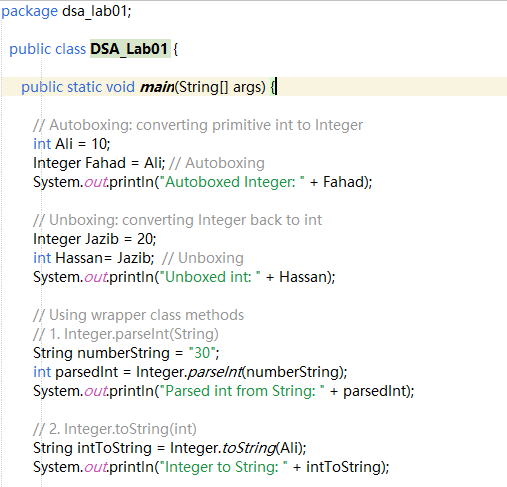 package dsa_lab01;
public class DSA_Lab01 {
public static void main(String[] args) {
// Autoboxing: converting primitive int to Integer
int Ali = 10;
Integer Fahad = Ali; // Autoboxing
System.out.println("Autoboxed Integer: " + Fahad);
// Unboxing: converting Integer back to int
Integer Jazib = 20;
int Hassan= Jazib;  // Unboxing
System.out.println("Unboxed int: " + Hassan);
// Using wrapper class methods
// 1. Integer.parseInt(String)
String numberString = "30";
int parsedInt = Integer.parseInt(numberString);
System.out.println("Parsed int from String: " + parsedInt);
// 2. Integer.toString(int)
String intToString = Integer.toString(Ali);
System.out.println("Integer to String: " + intToString);